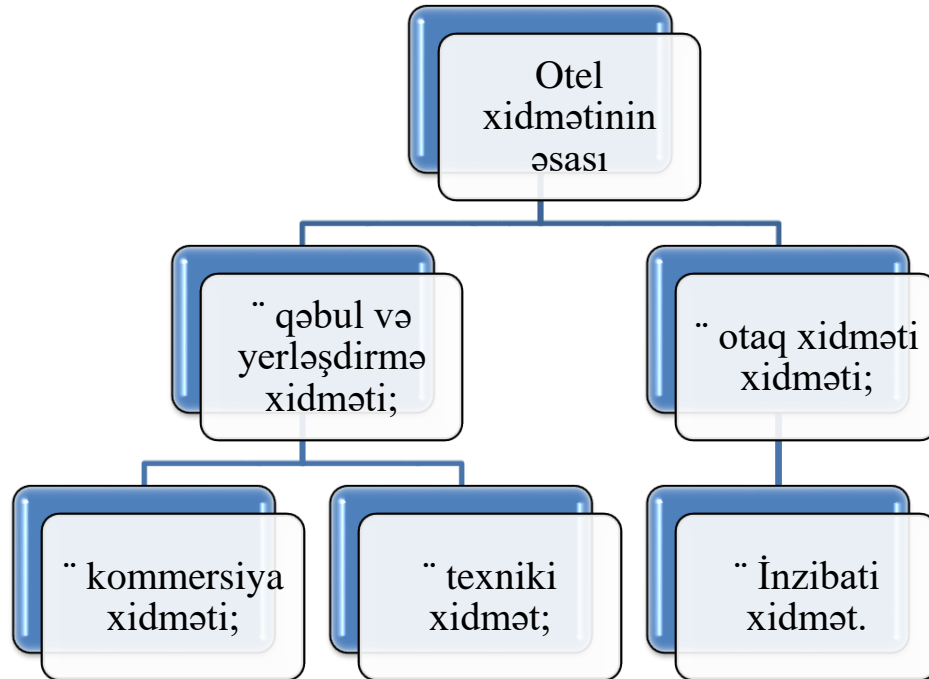 Otel
xidmətinin
əsası
¨ qəbul və
yerləşdirmə
xidməti;
¨ otaq xidməti
xidməti;
¨ kommersiya
xidməti;
¨ texniki
xidmət;
¨ İnzibati
xidmət.